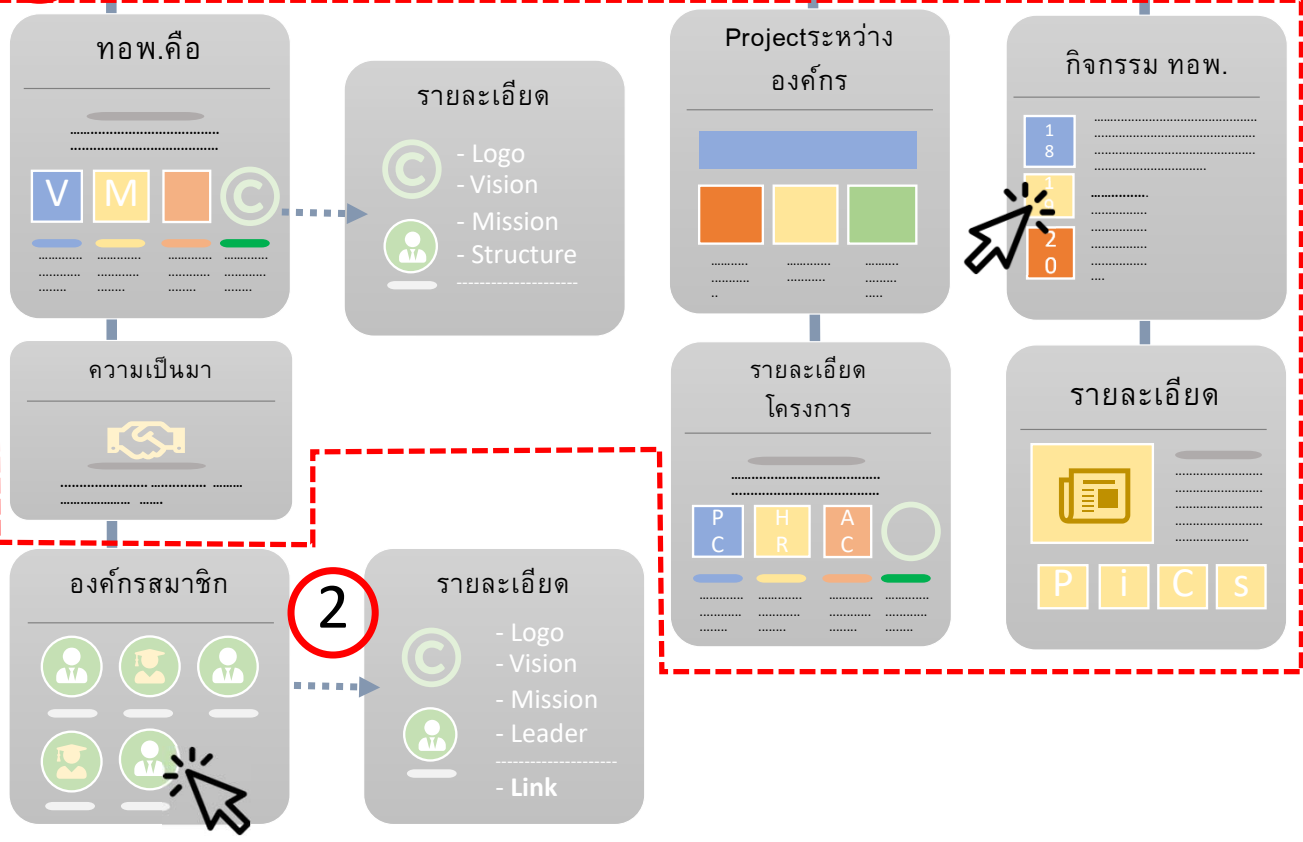 ทอพ.คือ
V M ©
รายละเอียด
©
- Logo
- Vision
- Mission
- Structure
Projectระหว่าง
องค์กร
กิจกรรม ทอพ.
1
8
1
9
2
0
ความเป็นมา
รายละเอียด
โครงการ
P
C
H
R
A
C
รายละเอียด
P i C s
องค์กรสมาชิก
2
รายละเอียด
©
- Logo
- Vision
- Mission
- Leader
- Link